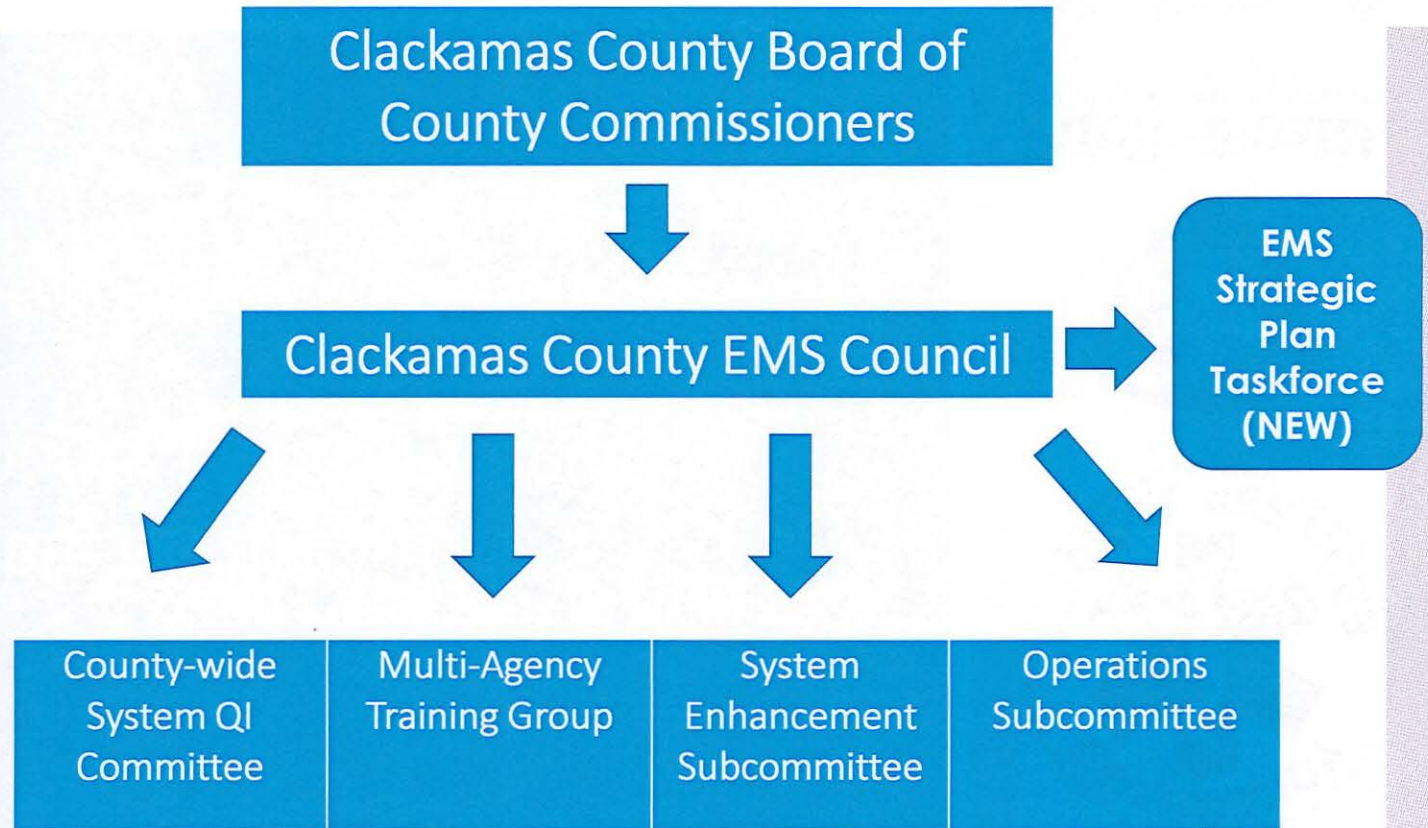 Clackamas County Board of
County Commissioners
Clackamas County EMS Council
EMS
Strategic
Plan
Taskforce
(NEW)
County-wide
System QI
Committee
Multi-Agency
Training Group
System
Enhancement
Subcommittee
Operations
Subcommittee